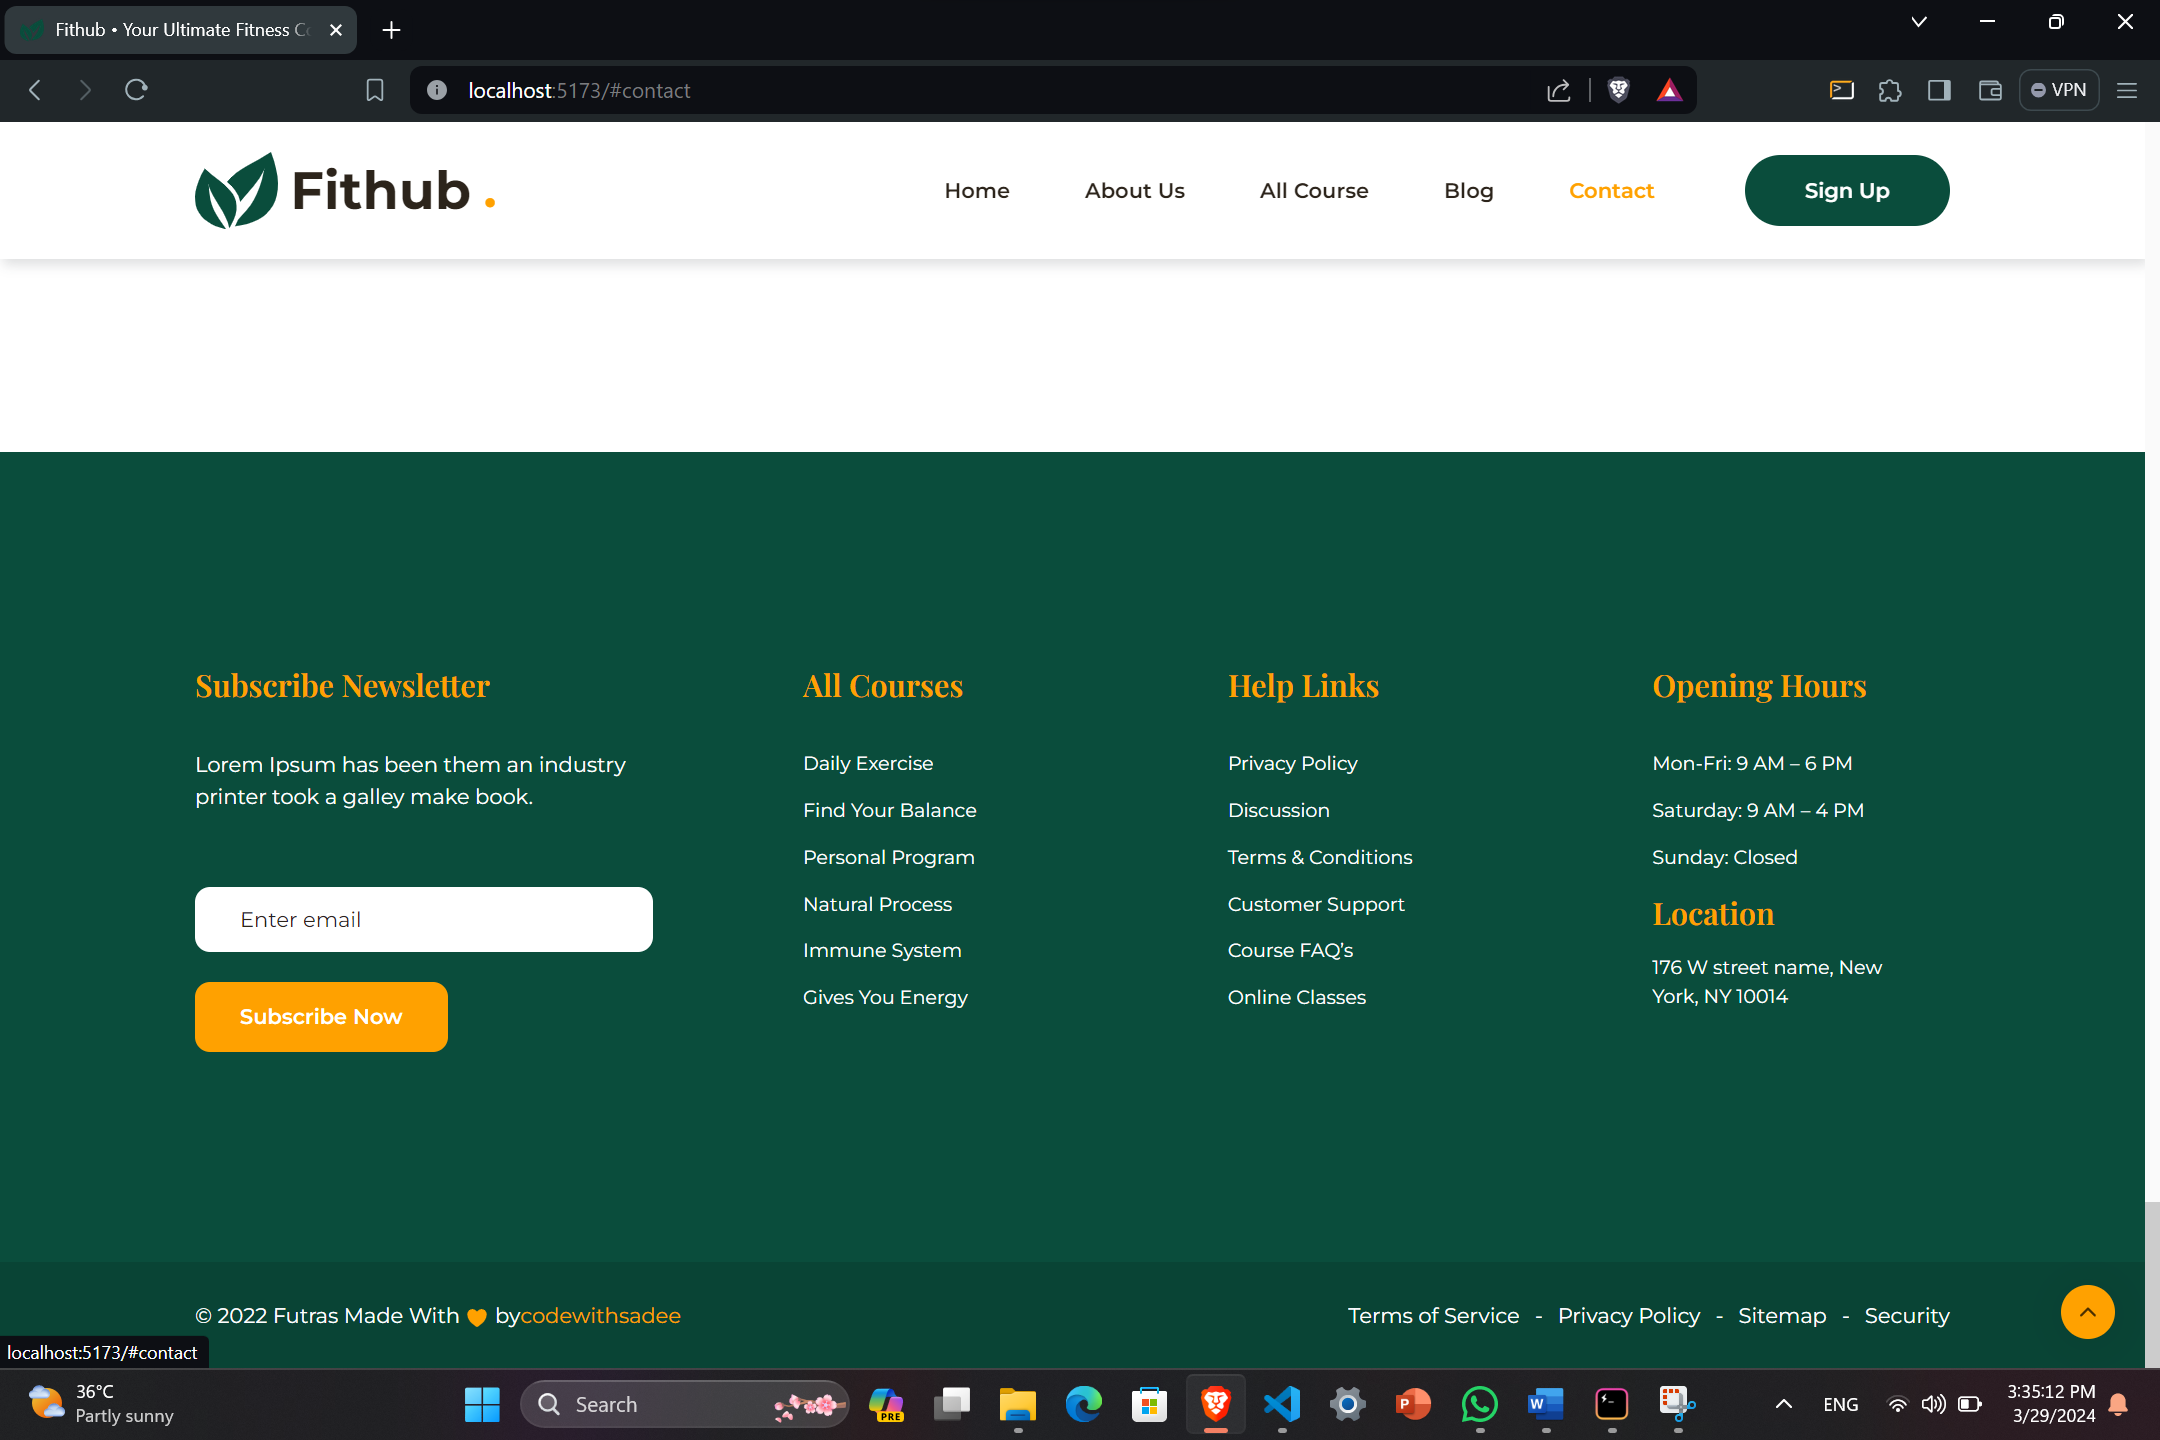 Fithub • Your Ultimate Fitness Co
localhost:5173/#contact
VPN
Fithub .
Home
About Us
All Course
Blog
Contact
Sign Up
Subscribe Newsletter
Lorem Ipsum has been them an industry
printer took a galley make book.
Enter email
Subscribe Now
All Courses
Daily Exercise
Find Your Balance
Personal Program
Natural Process
Immune System
Gives You Energy
Help Links
Privacy Policy
Discussion
Terms & Conditions
Customer Support
Course FAQ’s
Online Classes
Opening Hours
Mon-Fri: 9 AM – 6 PM
Saturday: 9 AM – 4 PM
Sunday: Closed
Location
176 W street name, New
York, NY 10014
© 2022 Futras Made With 🧡 bycodewithsadee
Terms of Service - Privacy Policy - Sitemap - Security
localhost:5173/#contact
36°C
Partly sunny
Search
PRE
P
W
ENG
3:35:12 PM
3/29/2024